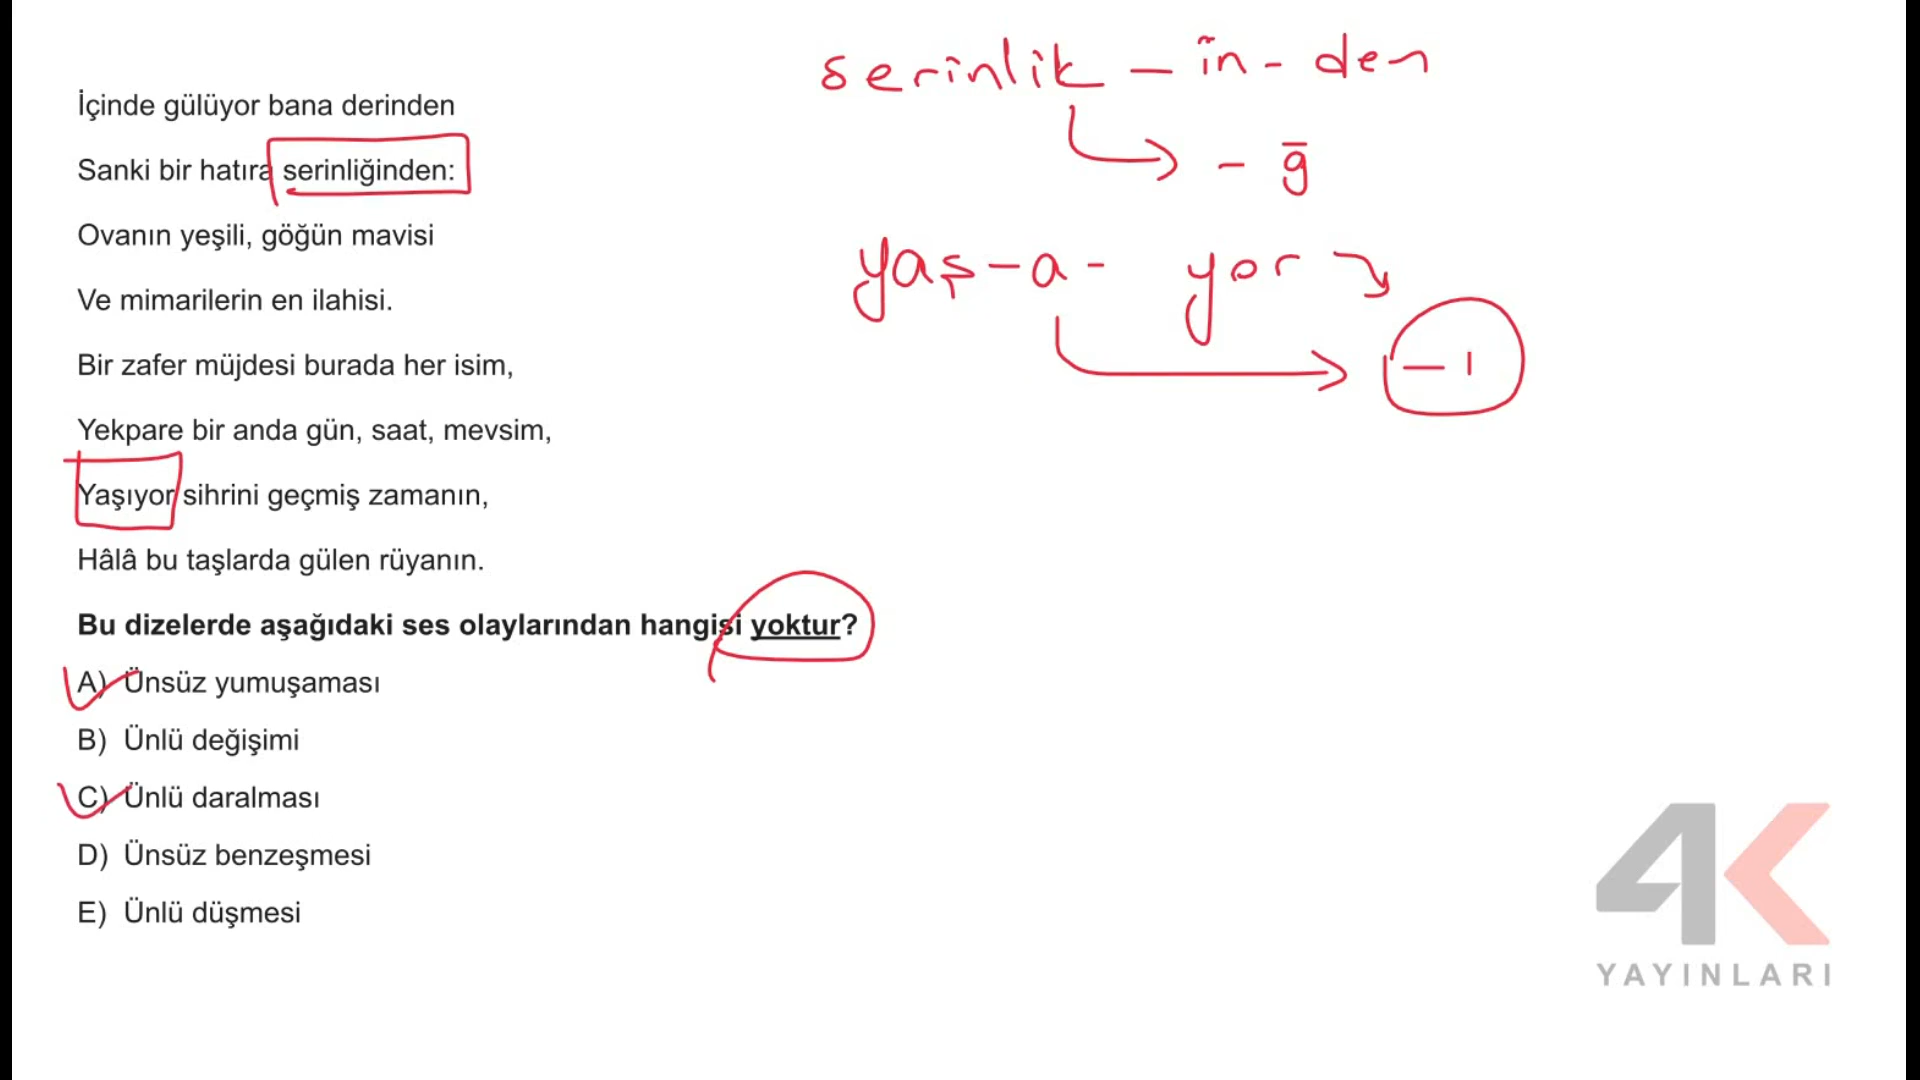 İçinde gülüyor bana derinden
Sanki bir hatıra serinliğinden:
Ovanın yeşili, göğün mavisi
Ve mimarilerin en ilahisi.
Bir zafer müjdesi burada her isim,
Yekpare bir anda gün, saat, mevsim,
Yaşıyor sihrini geçmiş zamanın,
Hâlâ bu taşlarda gülen rüyanın.
Bu dizelerde aşağıdaki ses olaylarından hangisi yoktur?
A) Ünsüz yumuşaması
B) Ünlü değişimi
C) Ünlü daralması
D) Ünsüz benzeşmesi
E) Ünlü düşmesi
serinlik - in - den
- ğ
yaş - a - yor
- ı
4K
YAYINLARI